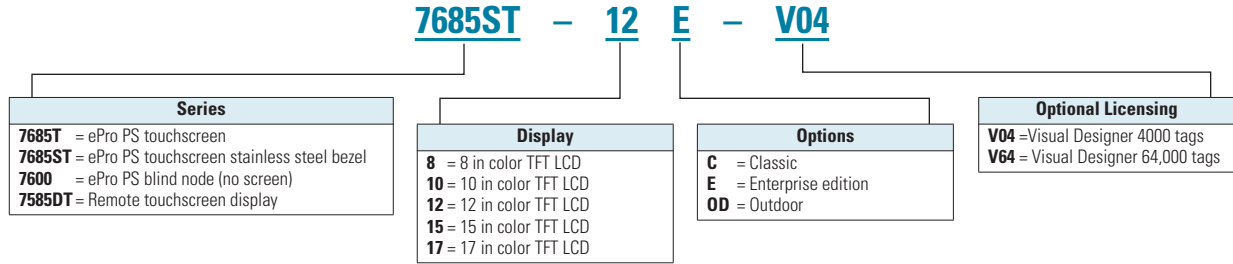 7685ST – 12 E – V04
Series
7685T = ePro PS touchscreen
7685ST = ePro PS touchscreen stainless steel bezel
7600 = ePro PS blind node (no screen)
7585DT = Remote touchscreen display
Display
8 = 8 in color TFT LCD
10 = 10 in color TFT LCD
12 = 12 in color TFT LCD
15 = 15 in color TFT LCD
17 = 17 in color TFT LCD
Options
C = Classic
E = Enterprise edition
OD = Outdoor
Optional Licensing
V04 =Visual Designer 4000 tags
V64 = Visual Designer 64,000 tags